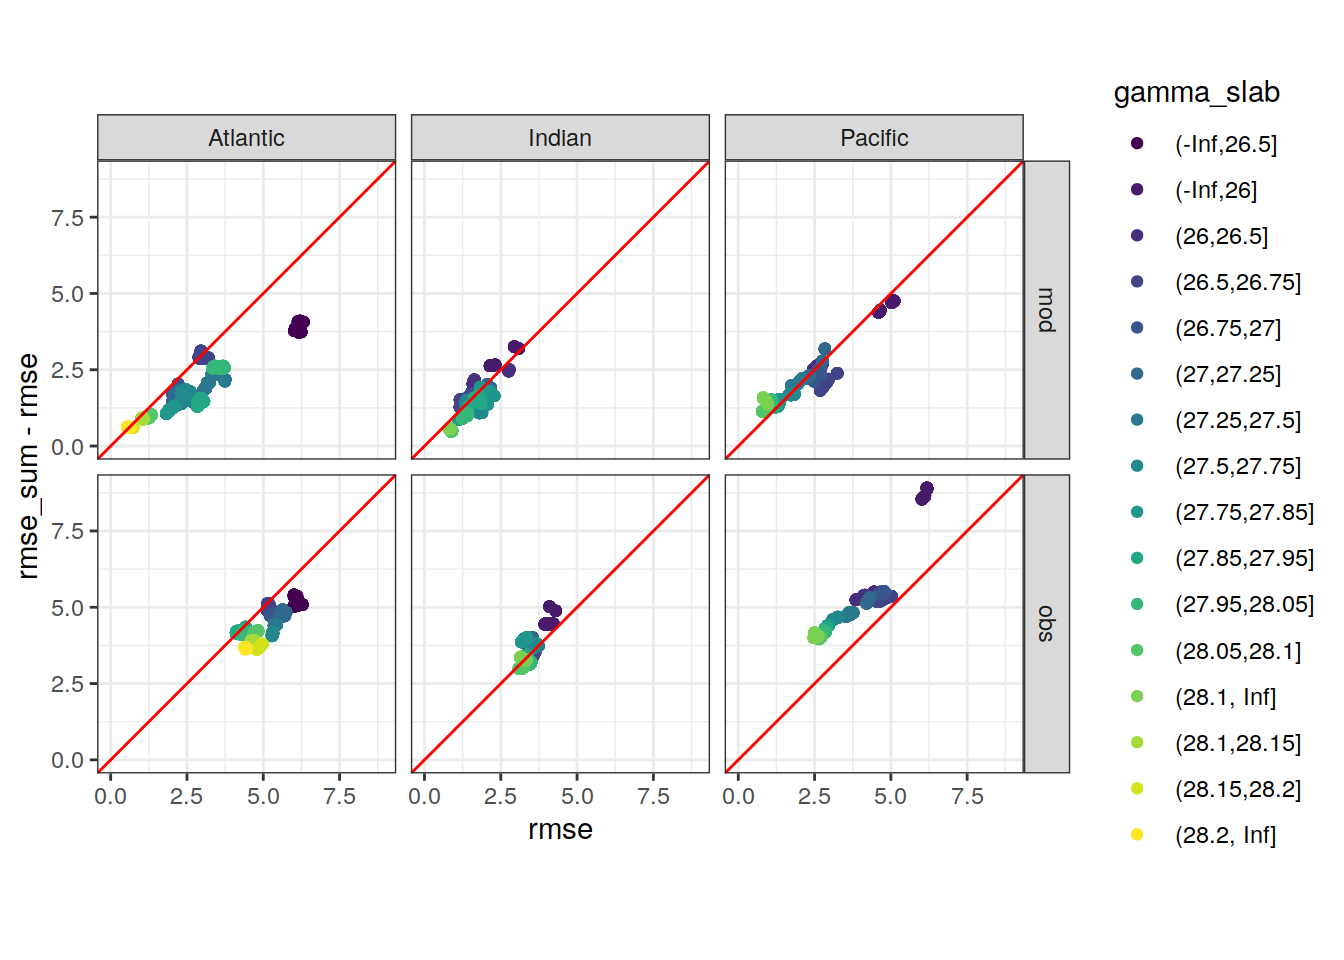 gamma_slab
Atlantic
Indian
Pacific
mod
obs
7.5
5.0
2.5
0.0
7.5
5.0
2.5
0.0
rmse_sum - rmse
0.0 2.5 5.0 7.5
0.0 2.5 5.0 7.5
0.0 2.5 5.0 7.5
rmse
(-Inf,26.5]
(-Inf,26]
(26,26.5]
(26.5,26.75]
(26.75,27]
(27,27.25]
(27.25,27.5]
(27.5,27.75]
(27.75,27.85]
(27.85,27.95]
(27.95,28.05]
(28.05,28.1]
(28.1, Inf]
(28.1,28.15]
(28.15,28.2]
(28.2, Inf]